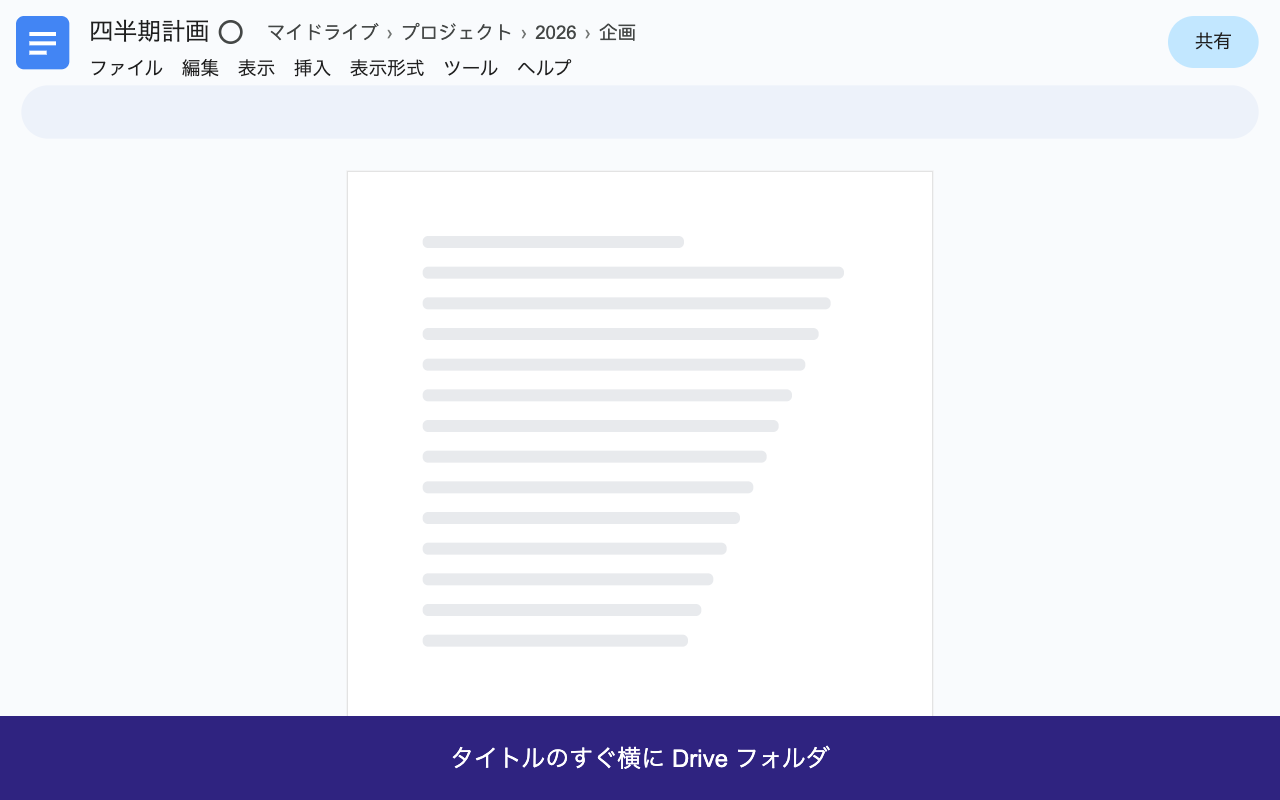 四半期計画 マイドライブ › プロジェクト › 2026 › 企画
共有
ファイル 編集 表示 挿入 表示形式 ツール ヘルプ
タイトルのすぐ横に Drive フォルダ